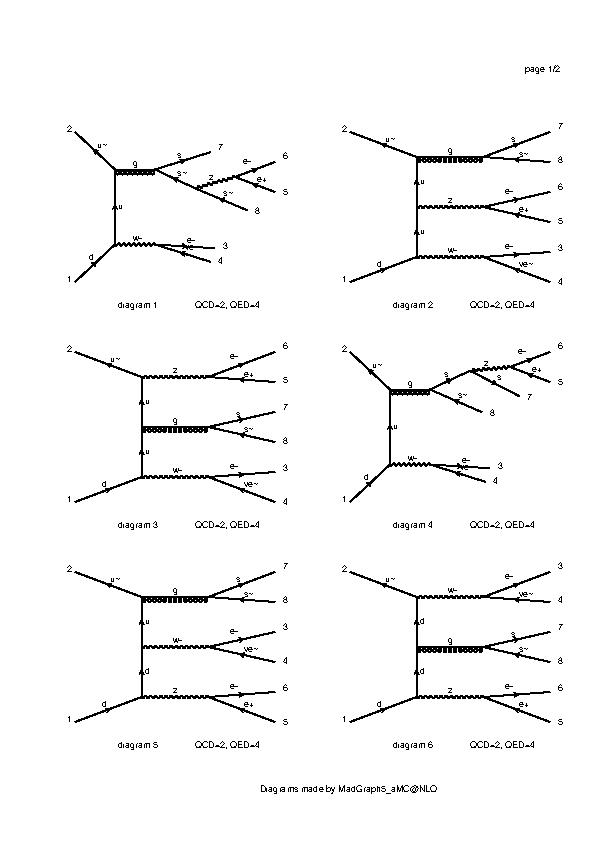 page 1/2
2 u~ g s 7
s~ z e- 6
e+ 5
s~ 8
u
d w- e- 3
ve~ 4
1
diagram 1 QCD=2, QED=4
2 u~ g s 7
s~ 8
u
z e- 6
e+ 5
u
d w- e- 3
ve~ 4
1
diagram 2 QCD=2, QED=4
2 u~ z e- 6
e+ 5
u
g s 7
s~ 8
u
d w- e- 3
ve~ 4
1
diagram 3 QCD=2, QED=4
2 u~ g s z e- 6
e+ 5
s 7
s~ 8
u
d w- e- 3
ve~ 4
1
diagram 4 QCD=2, QED=4
2 u~ g s 7
s~ 8
u
w- e- 3
ve~ 4
d
d z e- 6
e+ 5
1
diagram 5 QCD=2, QED=4
2 u~ w- e- 3
ve~ 4
d
g s 7
s~ 8
d
d z e- 6
e+ 5
1
diagram 6 QCD=2, QED=4
Diagrams made by MadGraph5_aMC@NLO